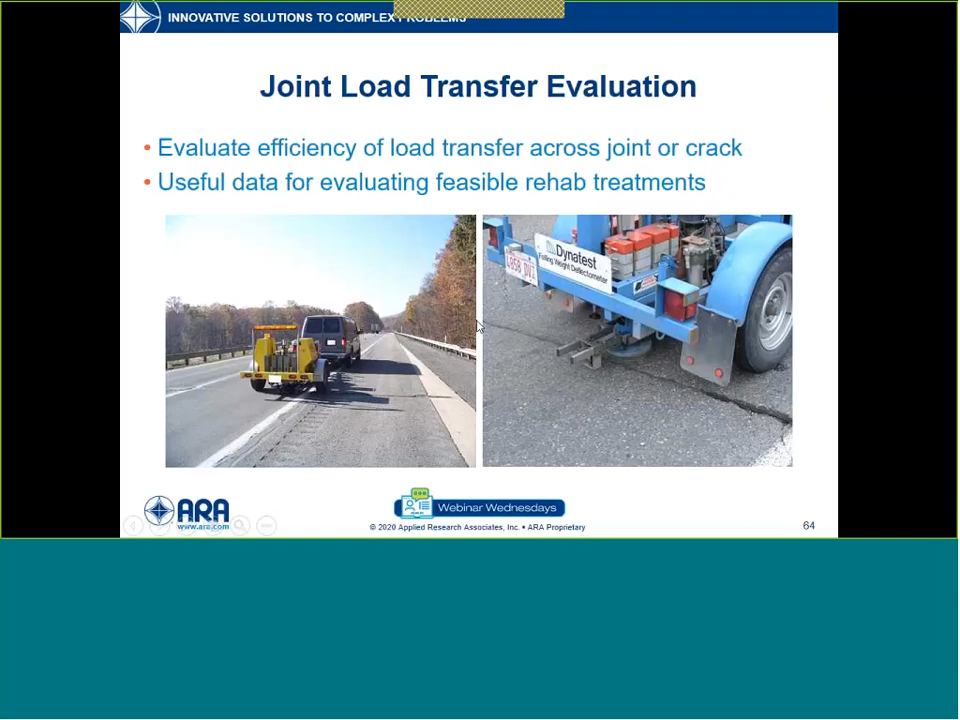 INNOVATIVE SOLUTIONS TO COMPLEX PROBLEMS
Joint Load Transfer Evaluation
• Evaluate efficiency of load transfer across joint or crack
• Useful data for evaluating feasible rehab treatments
Dynatest
Falling Weight Deflectometer
ARA
www.ara.com
Webinar Wednesdays
© 2020 Applied Research Associates, Inc. • ARA Proprietary
64